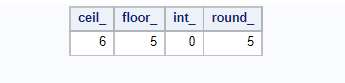 ceil_ floor_ int_ round_
6 5 0 5